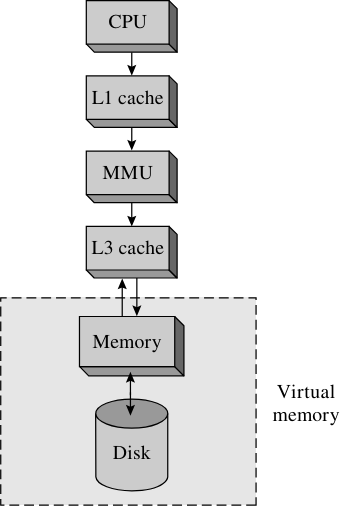 CPU
L1 cache
MMU
L3 cache
Memory
Virtual
memory
Disk